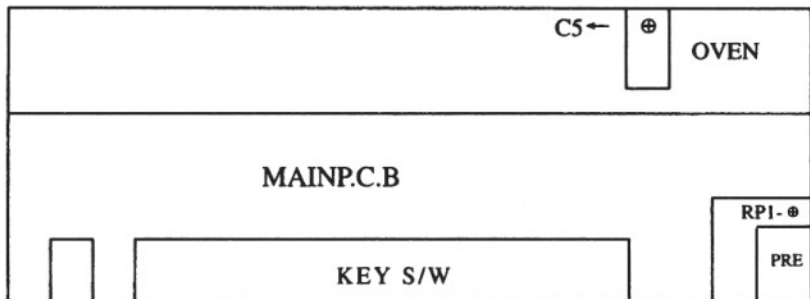 C5←
OVEN
MAINP.C.B
RP1-
PRE
KEY S/W